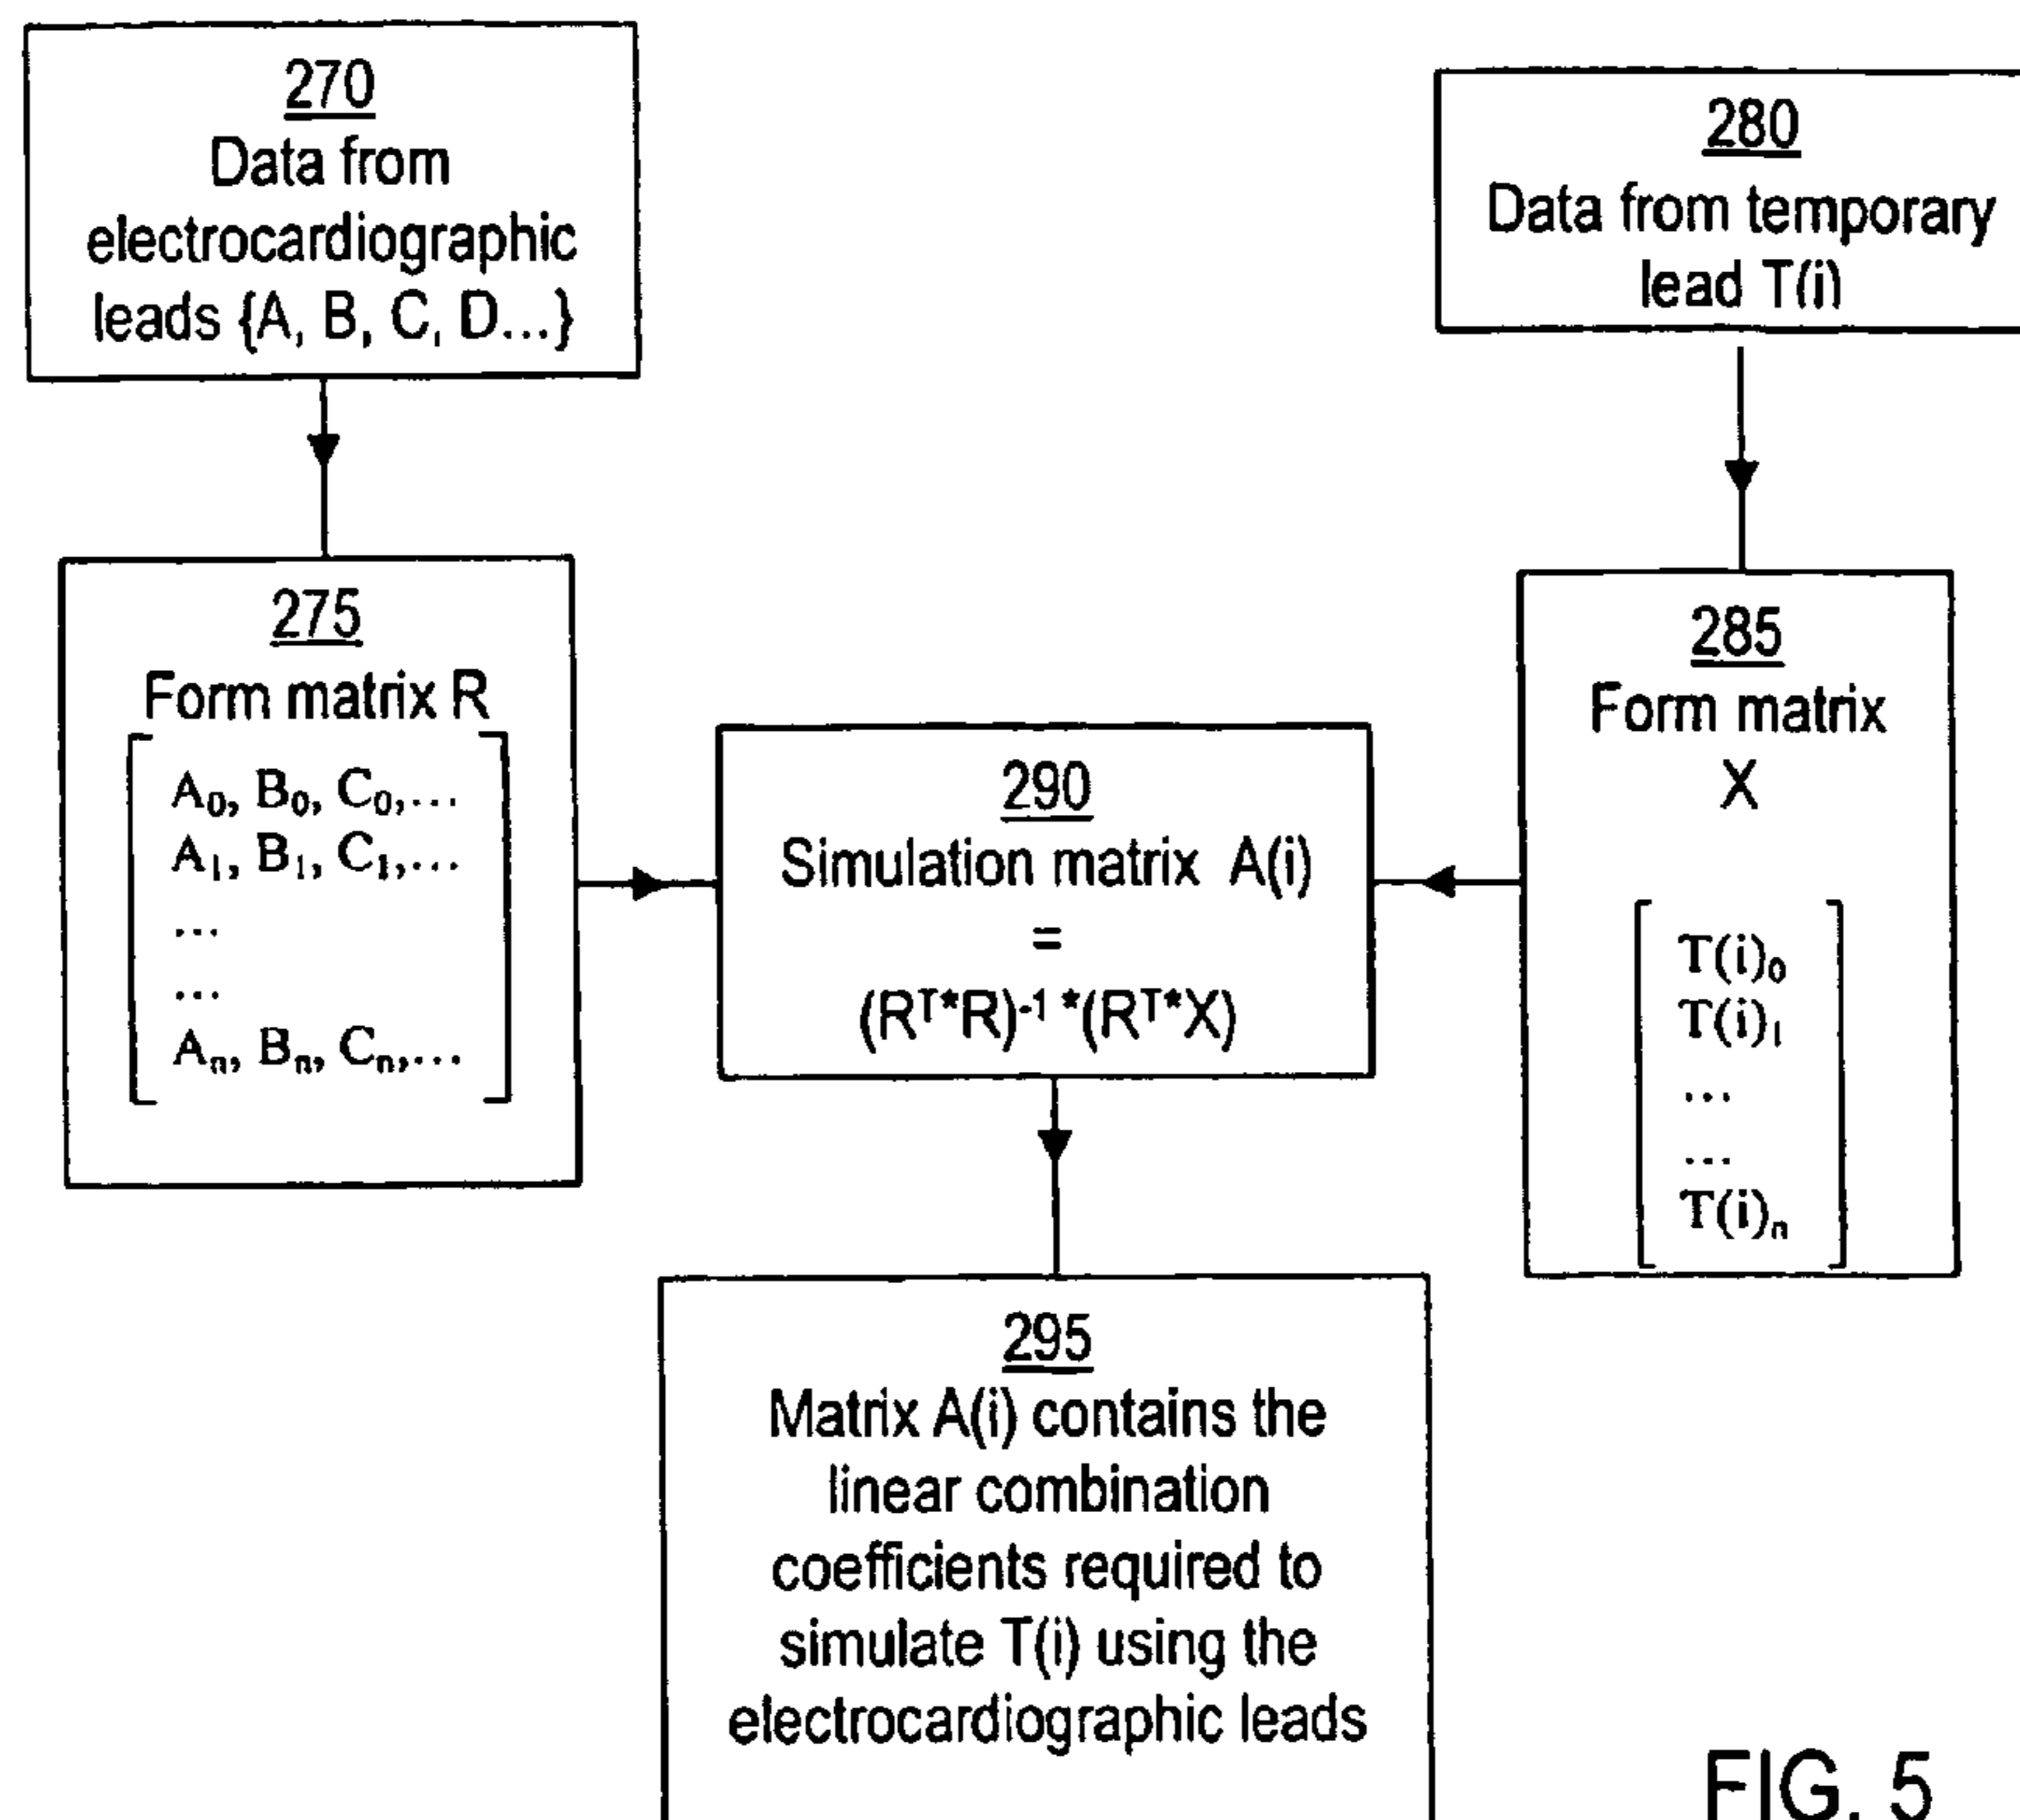 270
Data from
electrocardiographic
leads {A, B, C, D...}
280
Data from temporary
lead T(i)
275
Form matrix R
A₀, B₀, C₀,...
A₁, B₁, C₁,...
...
...
Aₙ, Bₙ, Cₙ,...
290
Simulation matrix A(i)
=
(Rᵀ*R)⁻¹ *(Rᵀ*X)
285
Form matrix
X
T(i)₀
T(i)₁
...
...
T(i)ₙ
295
Matrix A(i) contains the
linear combination
coefficients required to
simulate T(i) using the
electrocardiographic leads
FIG. 5